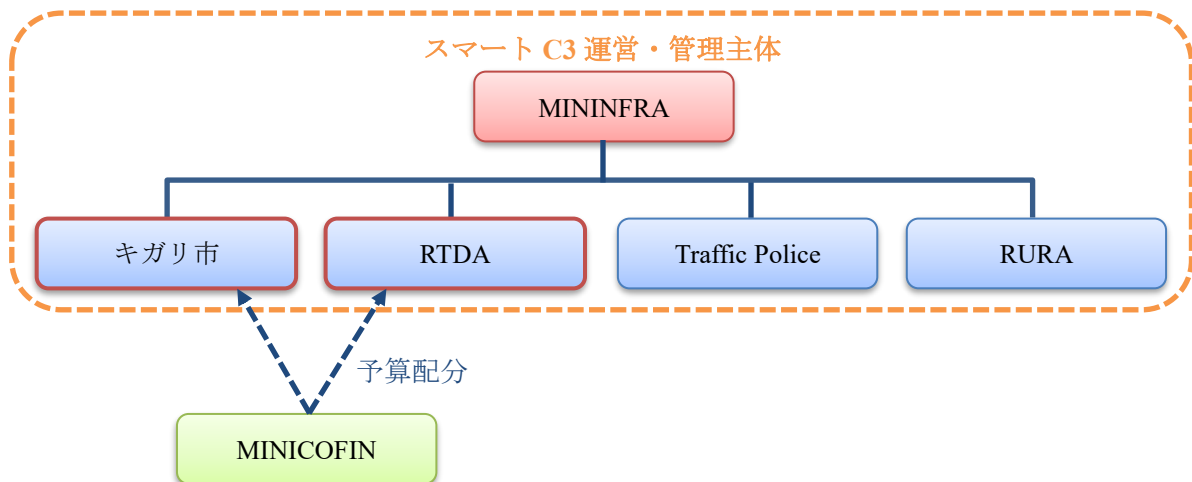 スマート C3 運営・管理主体
MININFRA
キガリ市
RTDA
Traffic Police
RURA
予算配分
MINICOFIN